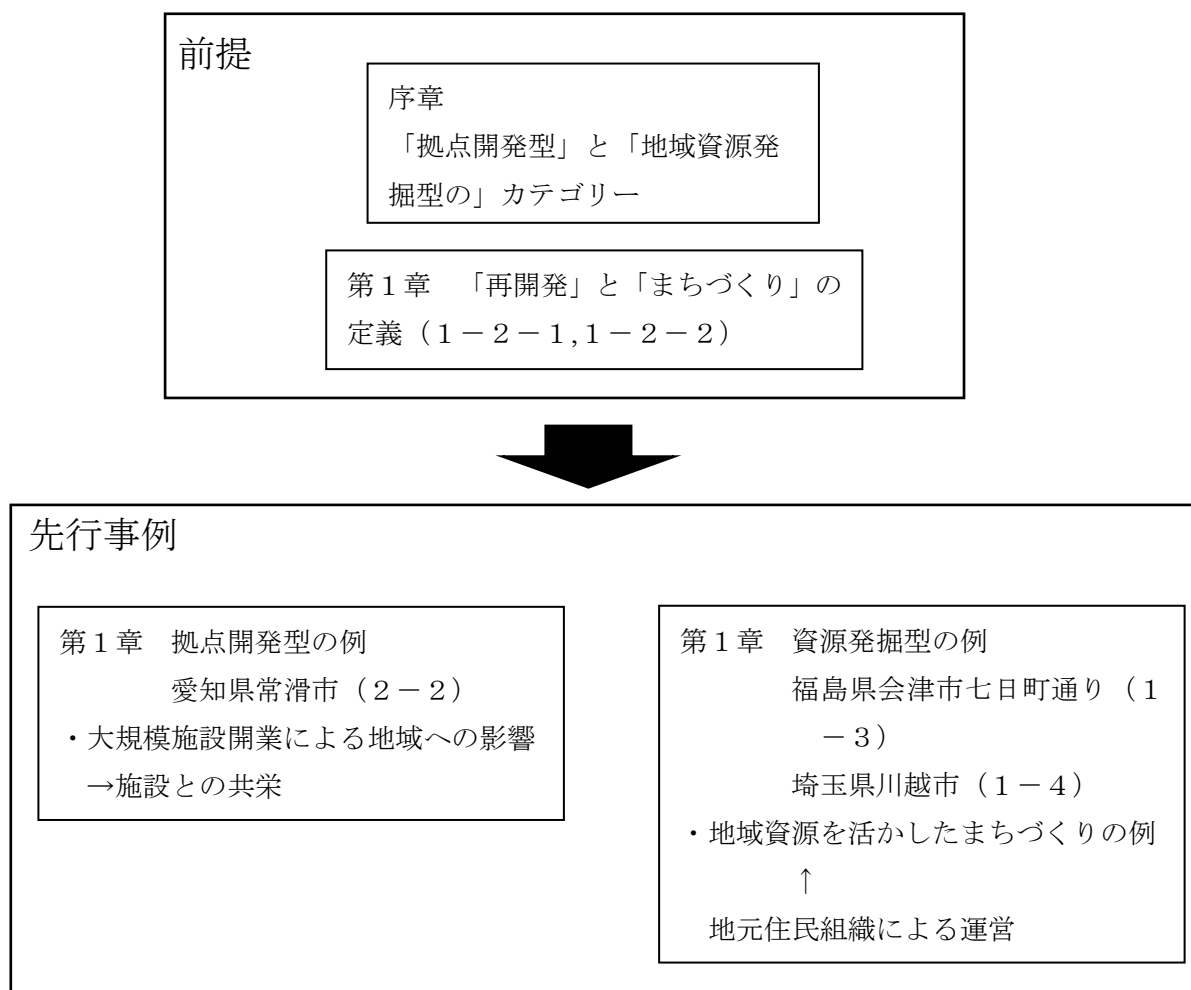 前提
序章
「拠点開発型」と「地域資源発
掘型の」カテゴリー
第１章　「再開発」と「まちづくり」の
定義（１－２－１,１－２－２）
先行事例
第１章　拠点開発型の例
愛知県常滑市（２－２）
・大規模施設開業による地域への影響
→施設との共栄
第１章　資源発掘型の例
福島県会津市七日町通り（１
－３）
埼玉県川越市（１－４）
・地域資源を活かしたまちづくりの例
↑
地元住民組織による運営